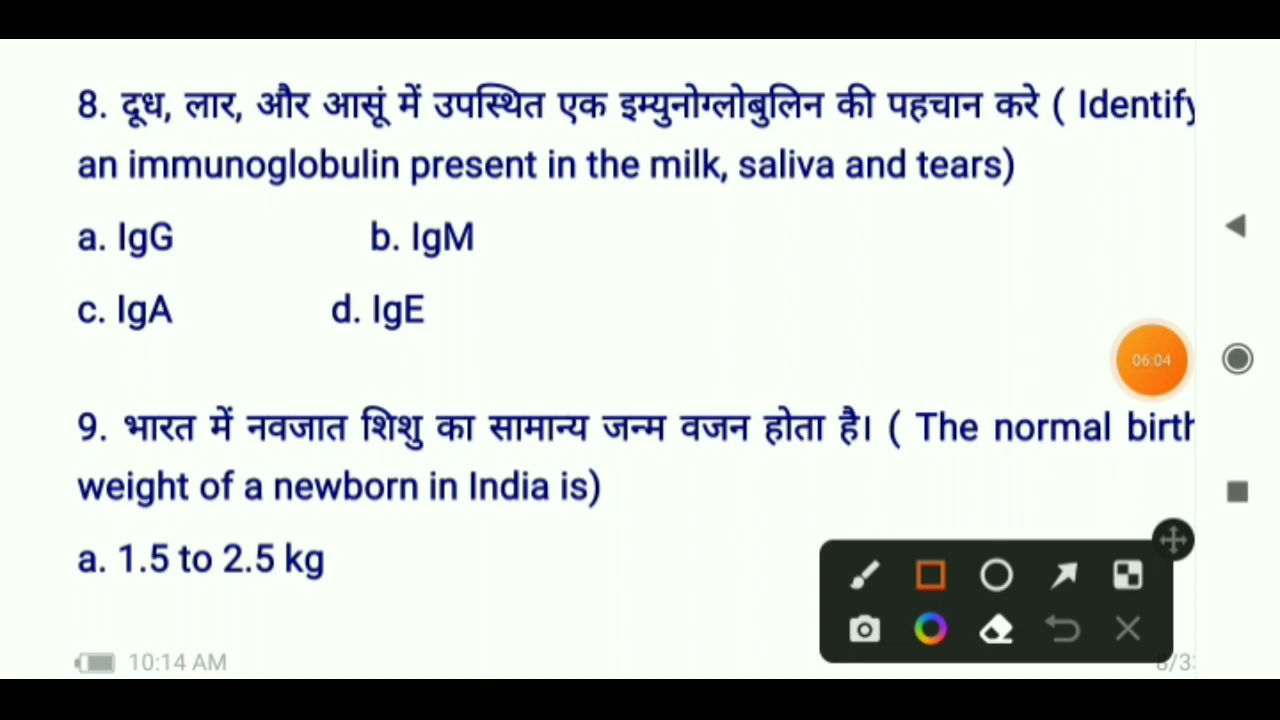 8. दूध, लार, और आसूं में उपस्थित एक इम्युनोग्लोबुलिन की पहचान करे ( Identify
an immunoglobulin present in the milk, saliva and tears)
a. IgG b. IgM
c. IgA d. IgE
06:04
9. भारत में नवजात शिशु का सामान्य जन्म वजन होता है। ( The normal birth
weight of a newborn in India is)
a. 1.5 to 2.5 kg
10:14 AM